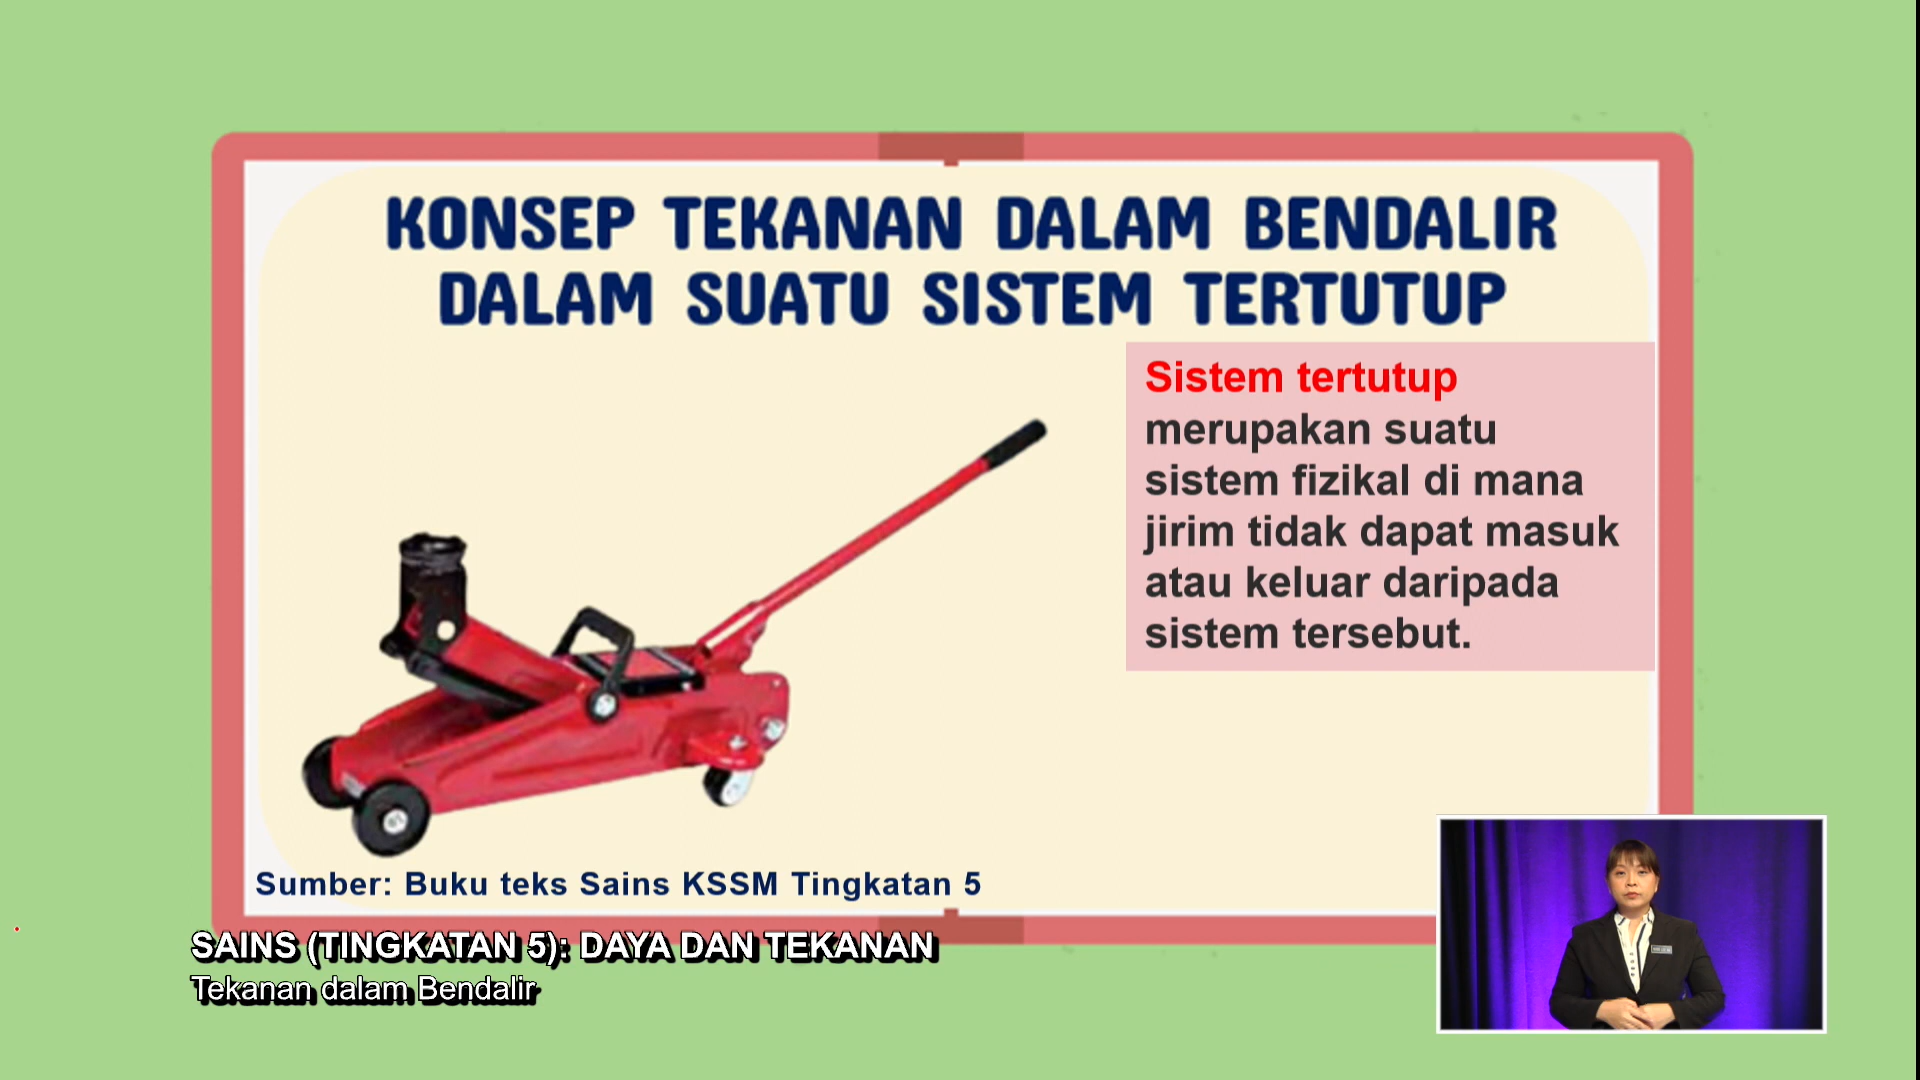 KONSEP TEKANAN DALAM BENDALIR
DALAM SUATU SISTEM TERTUTUP
Sistem tertutup
merupakan suatu
sistem fizikal di mana
jirim tidak dapat masuk
atau keluar daripada
sistem tersebut.
Sumber: Buku teks Sains KSSM Tingkatan 5
SAINS (TINGKATAN 5): DAYA DAN TEKANAN
Tekanan dalam Bendalir